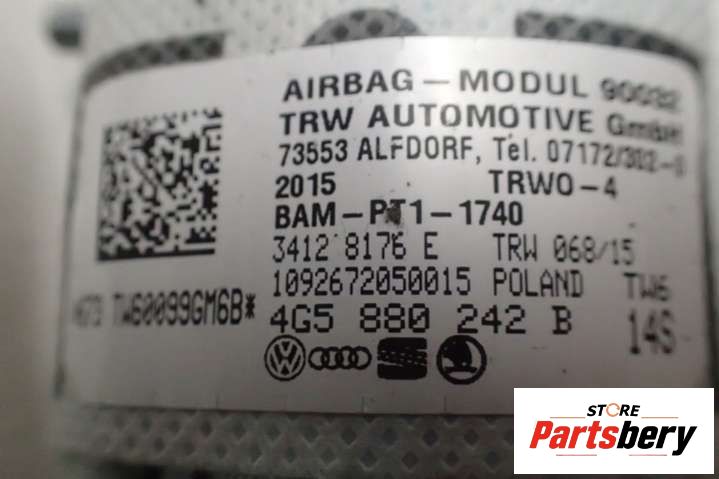 AIRBAG - MODUL 90032
TRW AUTOMOTIVE GmbH
73553 ALFDORF, Tel. 07172/302-0
2015 TRWO-4
BAM-PT1-1740
3412 8176 E TRW 068/15
1092672050015 POLAND TW6
TW60099GM6B*
4G5 880 242 B 14S
STORE
Partsbery